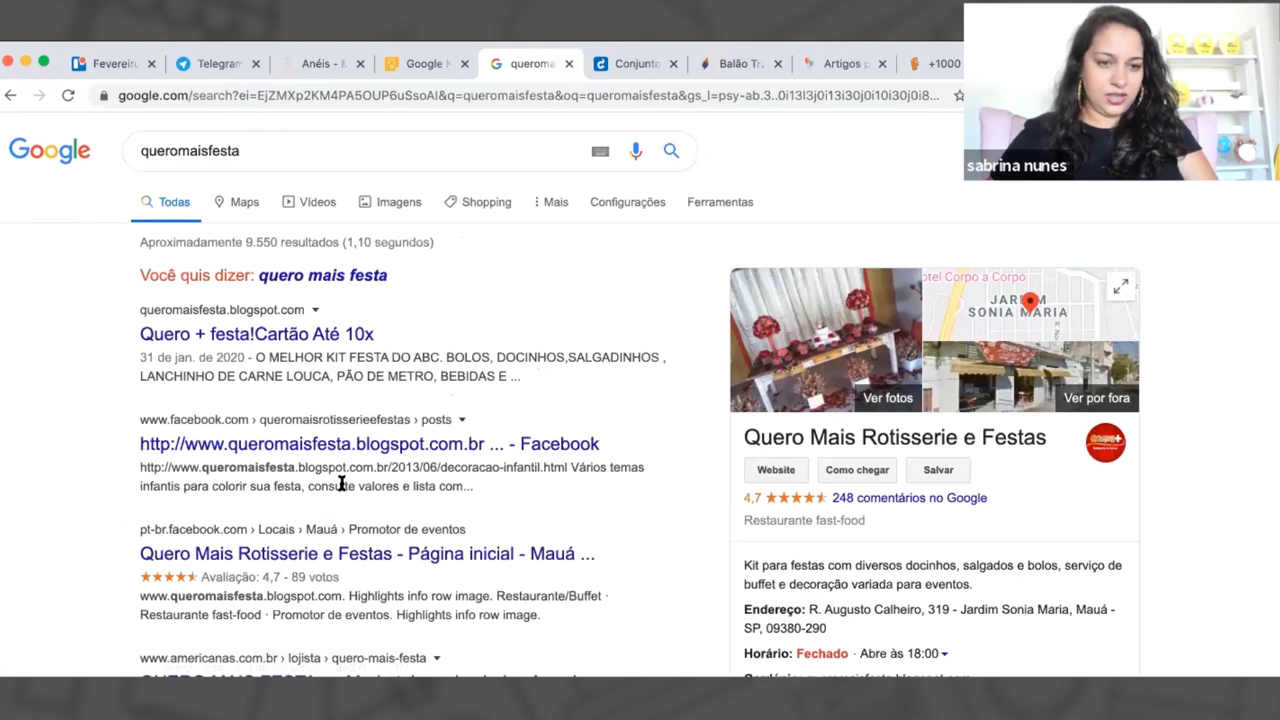 Fevereir
Telegram
Anéis - M
Google K
queroma
Conjunto
Balão Tr
Artigos p
+1000
google.com/search?ei=EjZMXp2KM4PA5OUP6uSsAI&q=queromaisfesta&oq=queromaisfesta&gs_l=psy-ab.3..0i13l3j0i13i30j0i10i30j0i8...
sabrina nunes
Google
queromaisfesta
Todas
Maps
Vídeos
Imagens
Shopping
Mais
Configurações
Ferramentas
Aproximadamente 9.550 resultados (1,10 segundos)
Você quis dizer: quero mais festa
queromaisfesta.blogspot.com
Quero + festa!Cartão Até 10x
31 de jan. de 2020 - O MELHOR KIT FESTA DO ABC. BOLOS, DOCINHOS,SALGADINHOS ,
LANCHINHO DE CARNE LOUCA, PÃO DE METRO, BEBIDAS E ...
www.facebook.com › queromaisrotisserieefestas › posts
http://www.queromaisfesta.blogspot.com.br ... - Facebook
http://www.queromaisfesta.blogspot.com.br/2013/06/decoracao-infantil.html Vários temas
infantis para colorir sua festa, consulte valores e lista com...
pt-br.facebook.com › Locais › Mauá › Promotor de eventos
Quero Mais Rotisserie e Festas - Página inicial - Mauá ...
Avaliação: 4,7 - 89 votos
www.queromaisfesta.blogspot.com. Highlights info row image. Restaurante/Buffet ·
Restaurante fast-food · Promotor de eventos. Highlights info row image.
www.americanas.com.br › lojista › quero-mais-festa
otel Corpo a Corpo
JARDIM
SONIA MARIA
Ver fotos
Ver por fora
Quero Mais Rotisserie e Festas
Website
Como chegar
Salvar
4,7
248 comentários no Google
Restaurante fast-food
Kit para festas com diversos docinhos, salgados e bolos, serviço de
buffet e decoração variada para eventos.
Endereço: R. Augusto Calheiro, 319 - Jardim Sonia Maria, Mauá -
SP, 09380-290
Horário: Fechado · Abre às 18:00